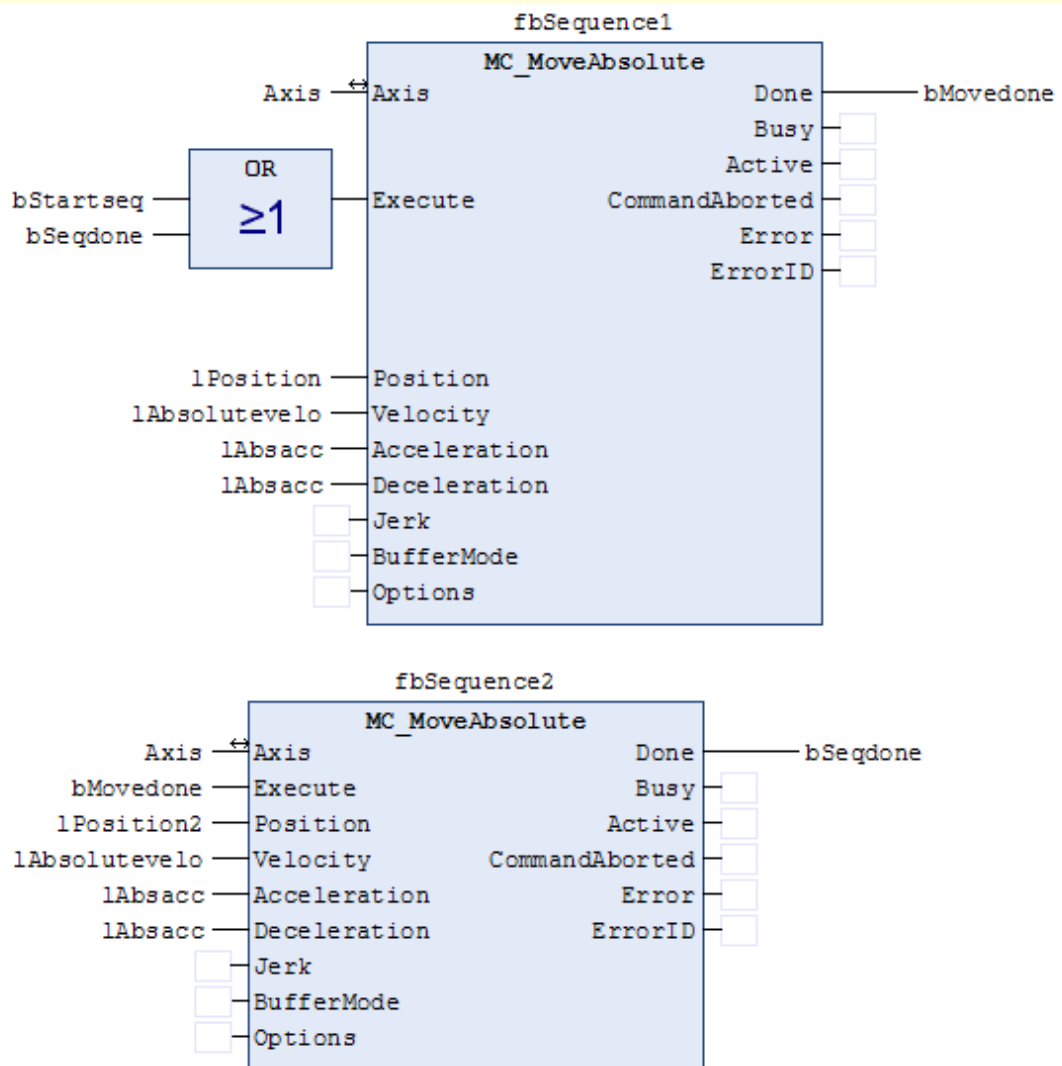 fbSequence1
MC_MoveAbsolute
Axis Axis Done bMovedone
Busy
OR Active
bStartseq ≥1 Execute CommandAborted
bSeqdone Error
ErrorID
lPosition Position
lAbsolutevelo Velocity
lAbsacc Acceleration
lAbsacc Deceleration
Jerk
BufferMode
Options
fbSequence2
MC_MoveAbsolute
Axis Axis Done bSeqdone
bMovedone Execute Busy
lPosition2 Position Active
lAbsolutevelo Velocity CommandAborted
lAbsacc Acceleration Error
lAbsacc Deceleration ErrorID
Jerk
BufferMode
Options